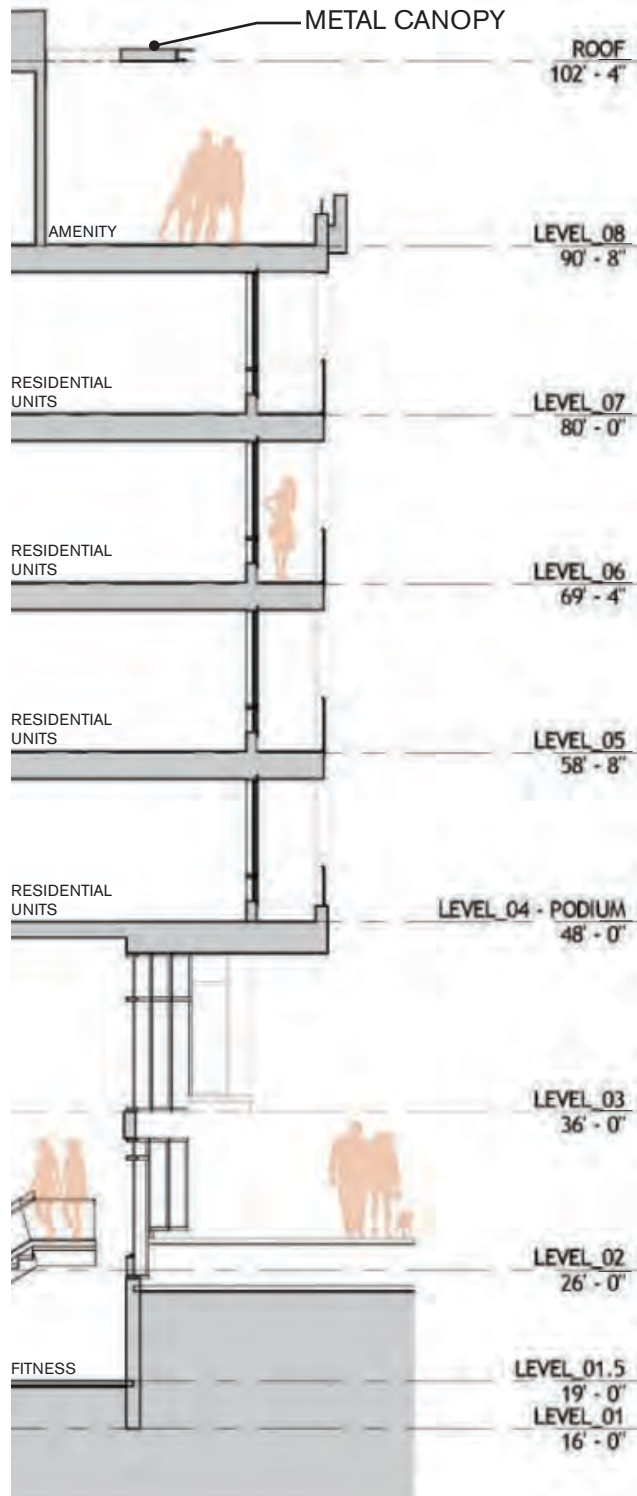 METAL CANOPY
ROOF
102' - 4"
AMENITY
LEVEL_08
90' - 8"
RESIDENTIAL
UNITS
LEVEL_07
80' - 0"
RESIDENTIAL
UNITS
LEVEL_06
69' - 4"
RESIDENTIAL
UNITS
LEVEL_05
58' - 8"
RESIDENTIAL
UNITS
LEVEL_04 - PODIUM
48' - 0"
LEVEL_03
36' - 0"
LEVEL_02
26' - 0"
FITNESS
LEVEL_01.5
19' - 0"
LEVEL_01
16' - 0"